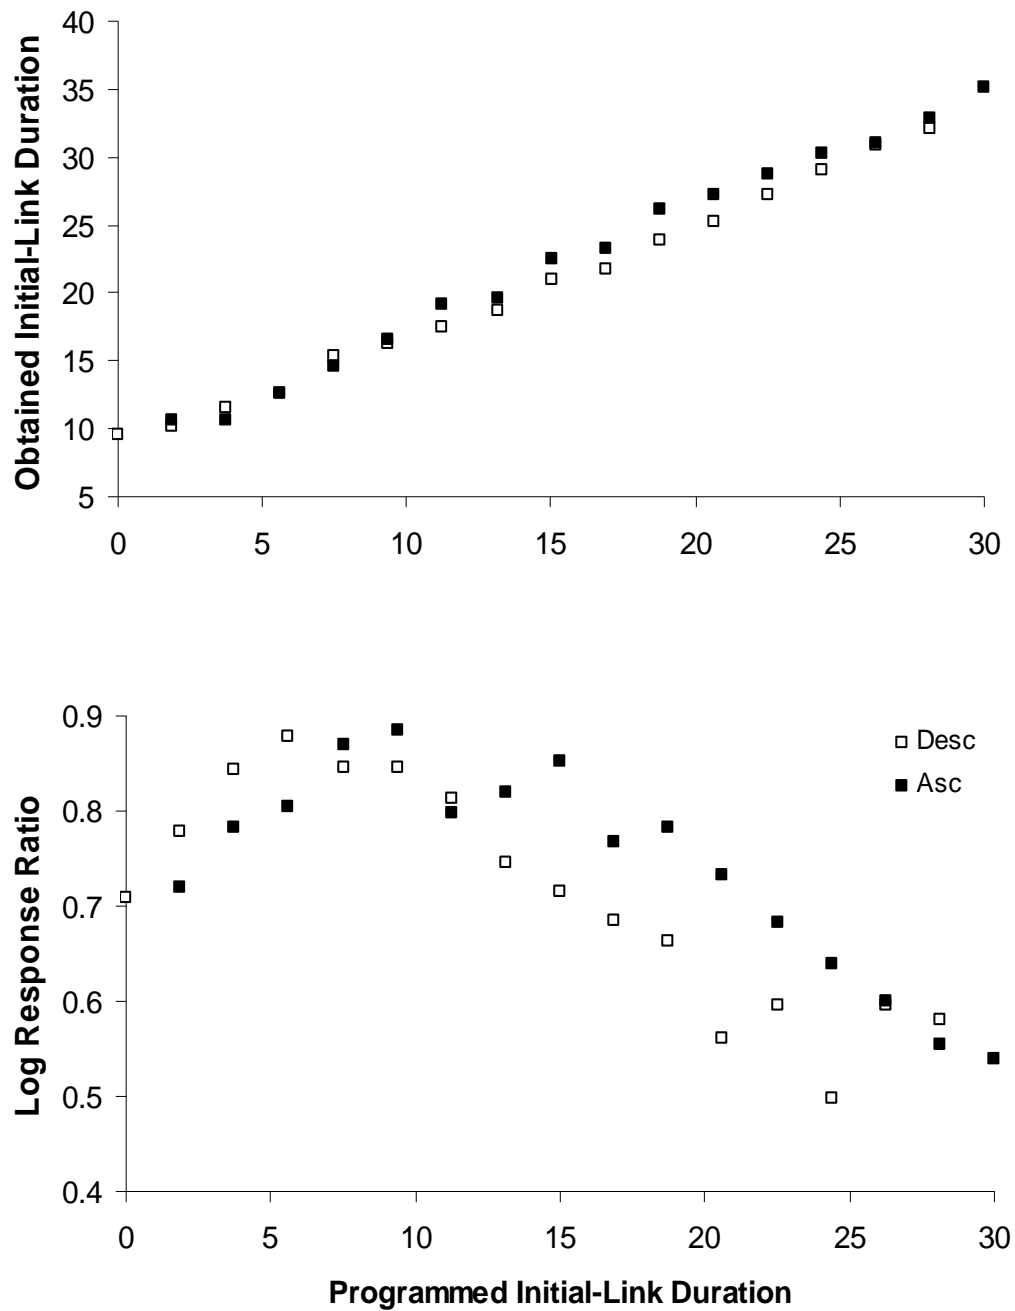 40
35
30
25
20
15
10
5
Obtained Initial-Link Duration
0 5 10 15 20 25 30
0.9
0.8
0.7
0.6
0.5
0.4
Log Response Ratio
Desc
Asc
0 5 10 15 20 25 30
Programmed Initial-Link Duration